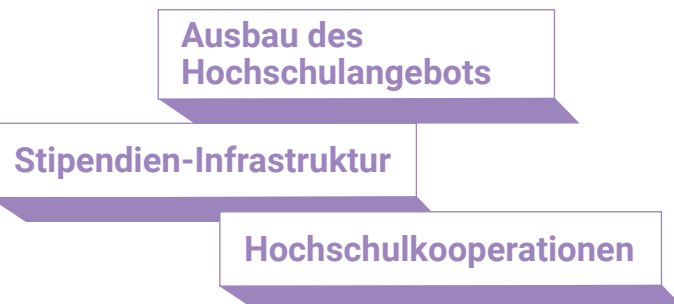 Ausbau des
Hochschulangebots
Stipendien-Infrastruktur
Hochschulkooperationen